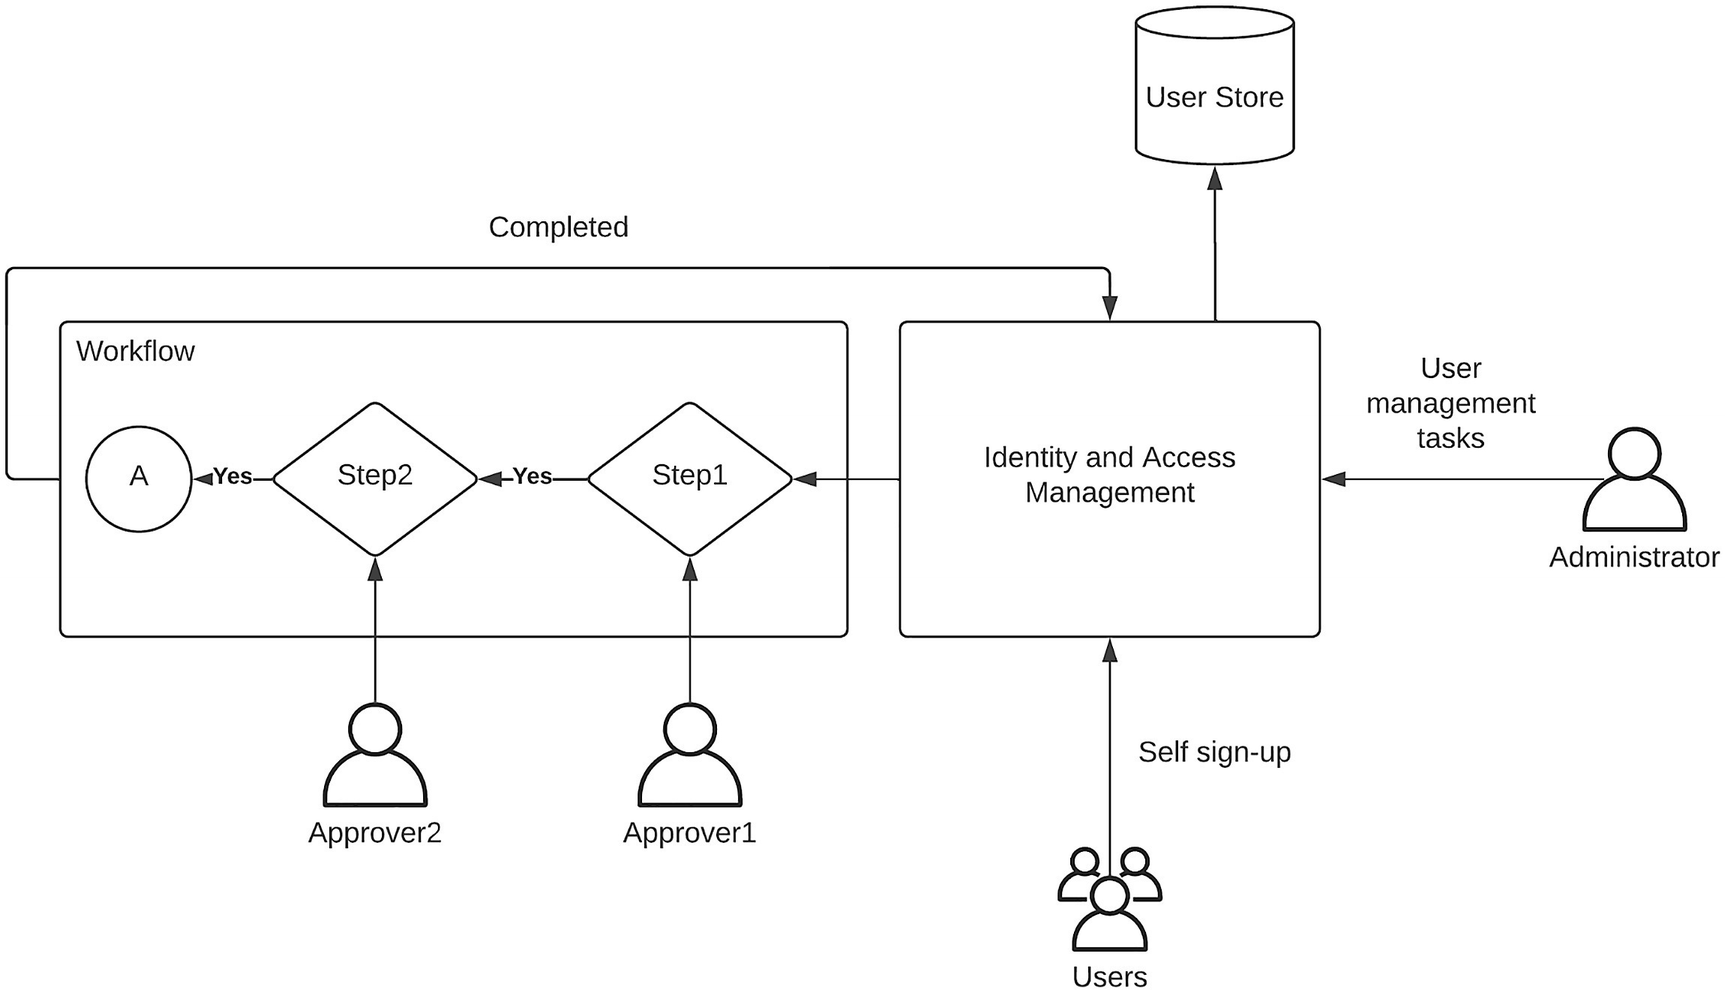 User Store
Completed
Workflow
User
management
tasks
A
Yes
Step2
Yes
Step1
Identity and Access
Management
Administrator
Self sign-up
Approver2
Approver1
Users